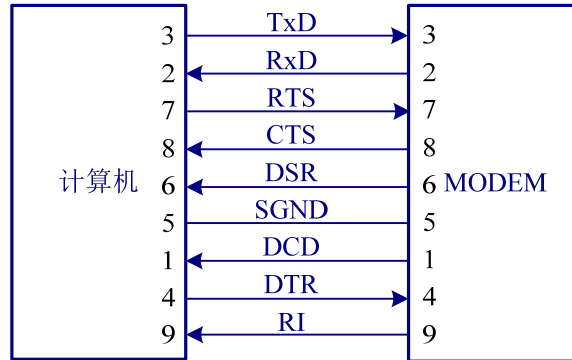 3 TxD 3
2 RxD 2
7 RTS 7
8 CTS 8
计算机 6 DSR 6 MODEM
5 SGND 5
1 DCD 1
4 DTR 4
9 RI 9